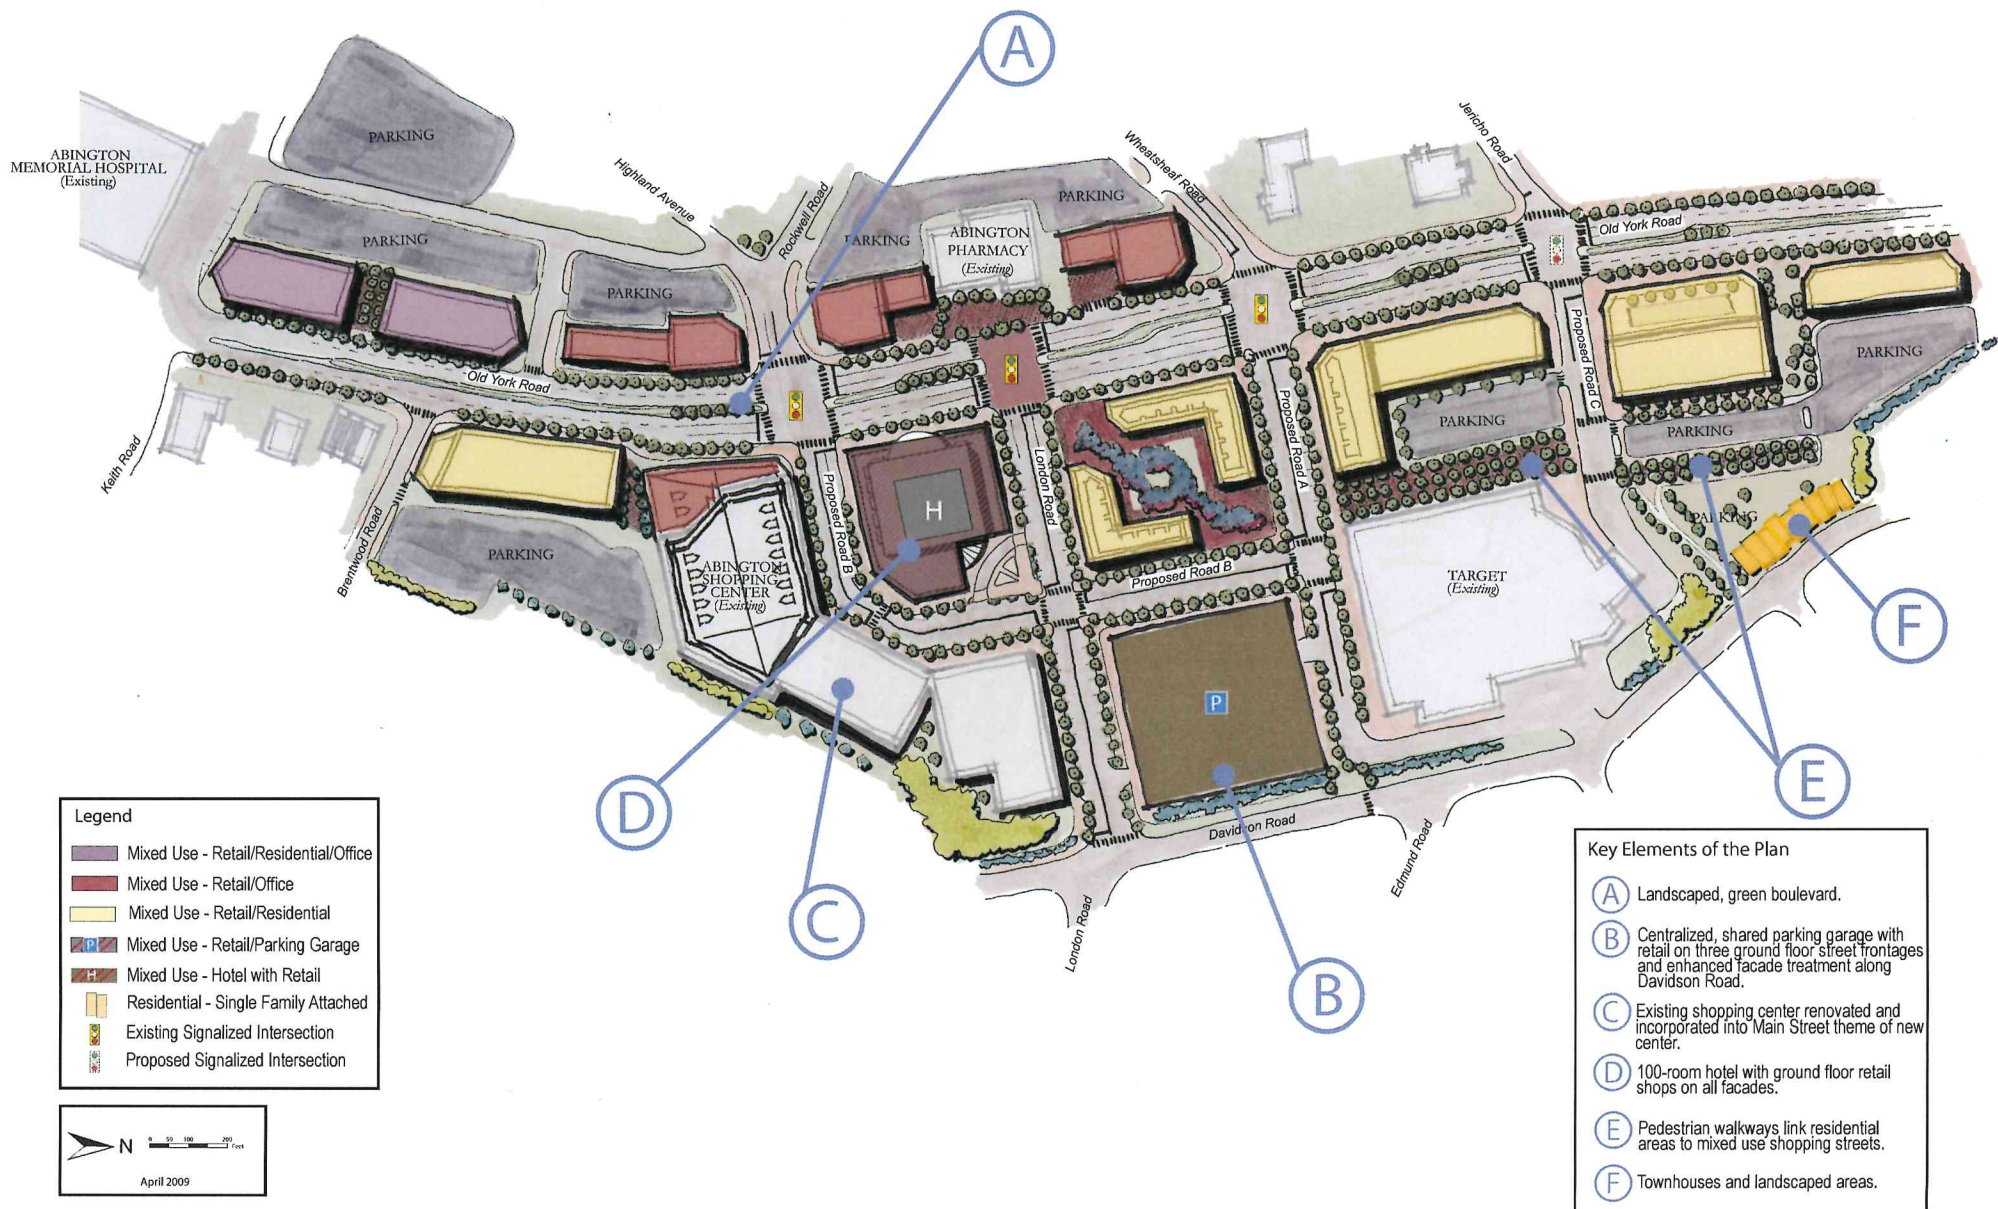 A
Jericho Road
PARKING
Wheatsheaf Road
ABINGTON
MEMORIAL HOSPITAL
(Existing)
Highland Avenue
Rockwell Road
PARKING
PARKING
PARKING
ABINGTON
PHARMACY
(Existing)
Old York Road
PARKING
Proposed Road C
PARKING
Old York Road
Keith Road
Brentwood Road
PARKING
PARKING
Proposed Road A
London Road
Proposed Road B
H
PARKING
PARKING
ABINGTON
SHOPPING
CENTER
(Existing)
Proposed Road B
TARGET
(Existing)
F
P
E
D
C
B
Davidson Road
Edmund Road
London Road
Legend
Mixed Use - Retail/Residential/Office
Mixed Use - Retail/Office
Mixed Use - Retail/Residential
P Mixed Use - Retail/Parking Garage
H Mixed Use - Hotel with Retail
Residential - Single Family Attached
Existing Signalized Intersection
Proposed Signalized Intersection
N
0 50 100 200
Feet
April 2009
Key Elements of the Plan
A Landscaped, green boulevard.
B Centralized, shared parking garage with
retail on three ground floor street frontages
and enhanced facade treatment along
Davidson Road.
C Existing shopping center renovated and
incorporated into Main Street theme of new
center.
D 100-room hotel with ground floor retail
shops on all facades.
E Pedestrian walkways link residential
areas to mixed use shopping streets.
F Townhouses and landscaped areas.